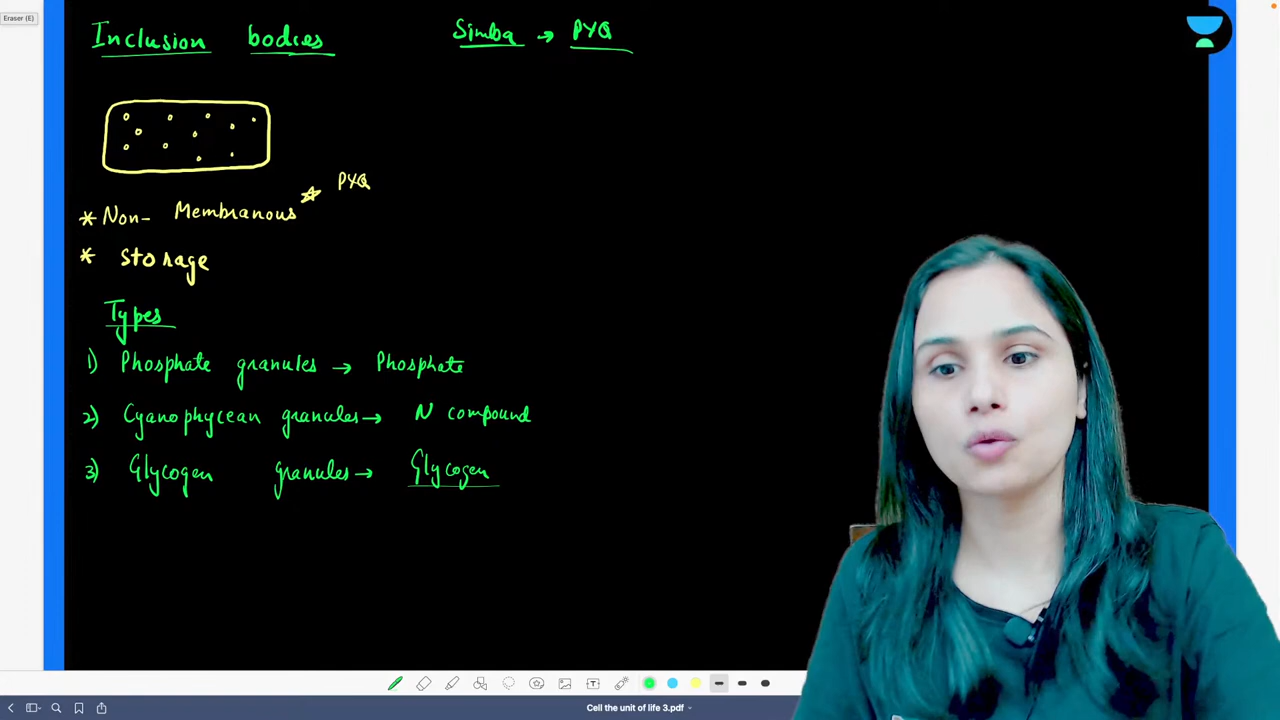 Eraser (E)
Inclusion bodies Simba → PYQ
PYQ
* Non- Membranous
* Storage
Types
1) Phosphate granules → Phosphate
2) Cyanophycean granules → N compound
3) Glycogen granules → Glycogen
Cell the unit of life 3.pdf